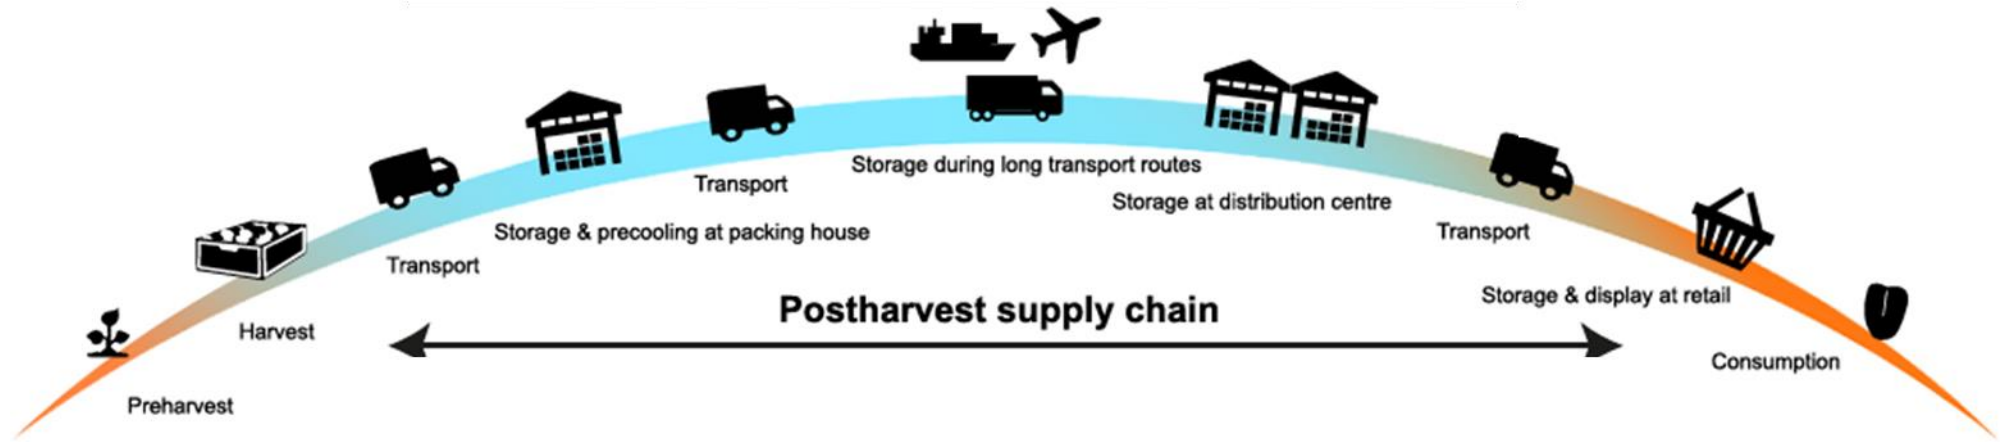 Preharvest
Harvest
Transport
Storage & precooling at packing house
Transport
Storage during long transport routes
Storage at distribution centre
Transport
Storage & display at retail
Consumption
Postharvest supply chain